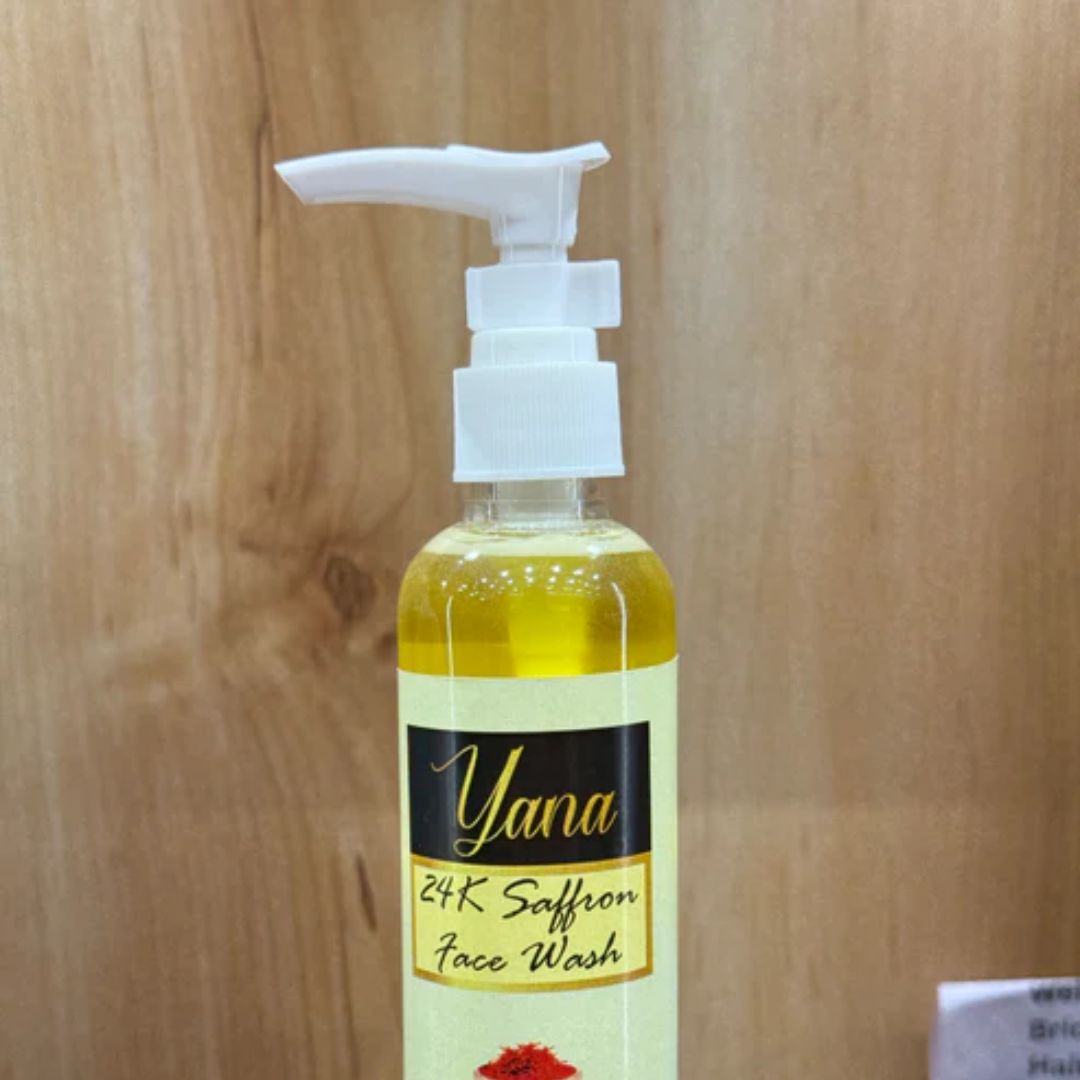 Yana
24K Saffron
Face Wash